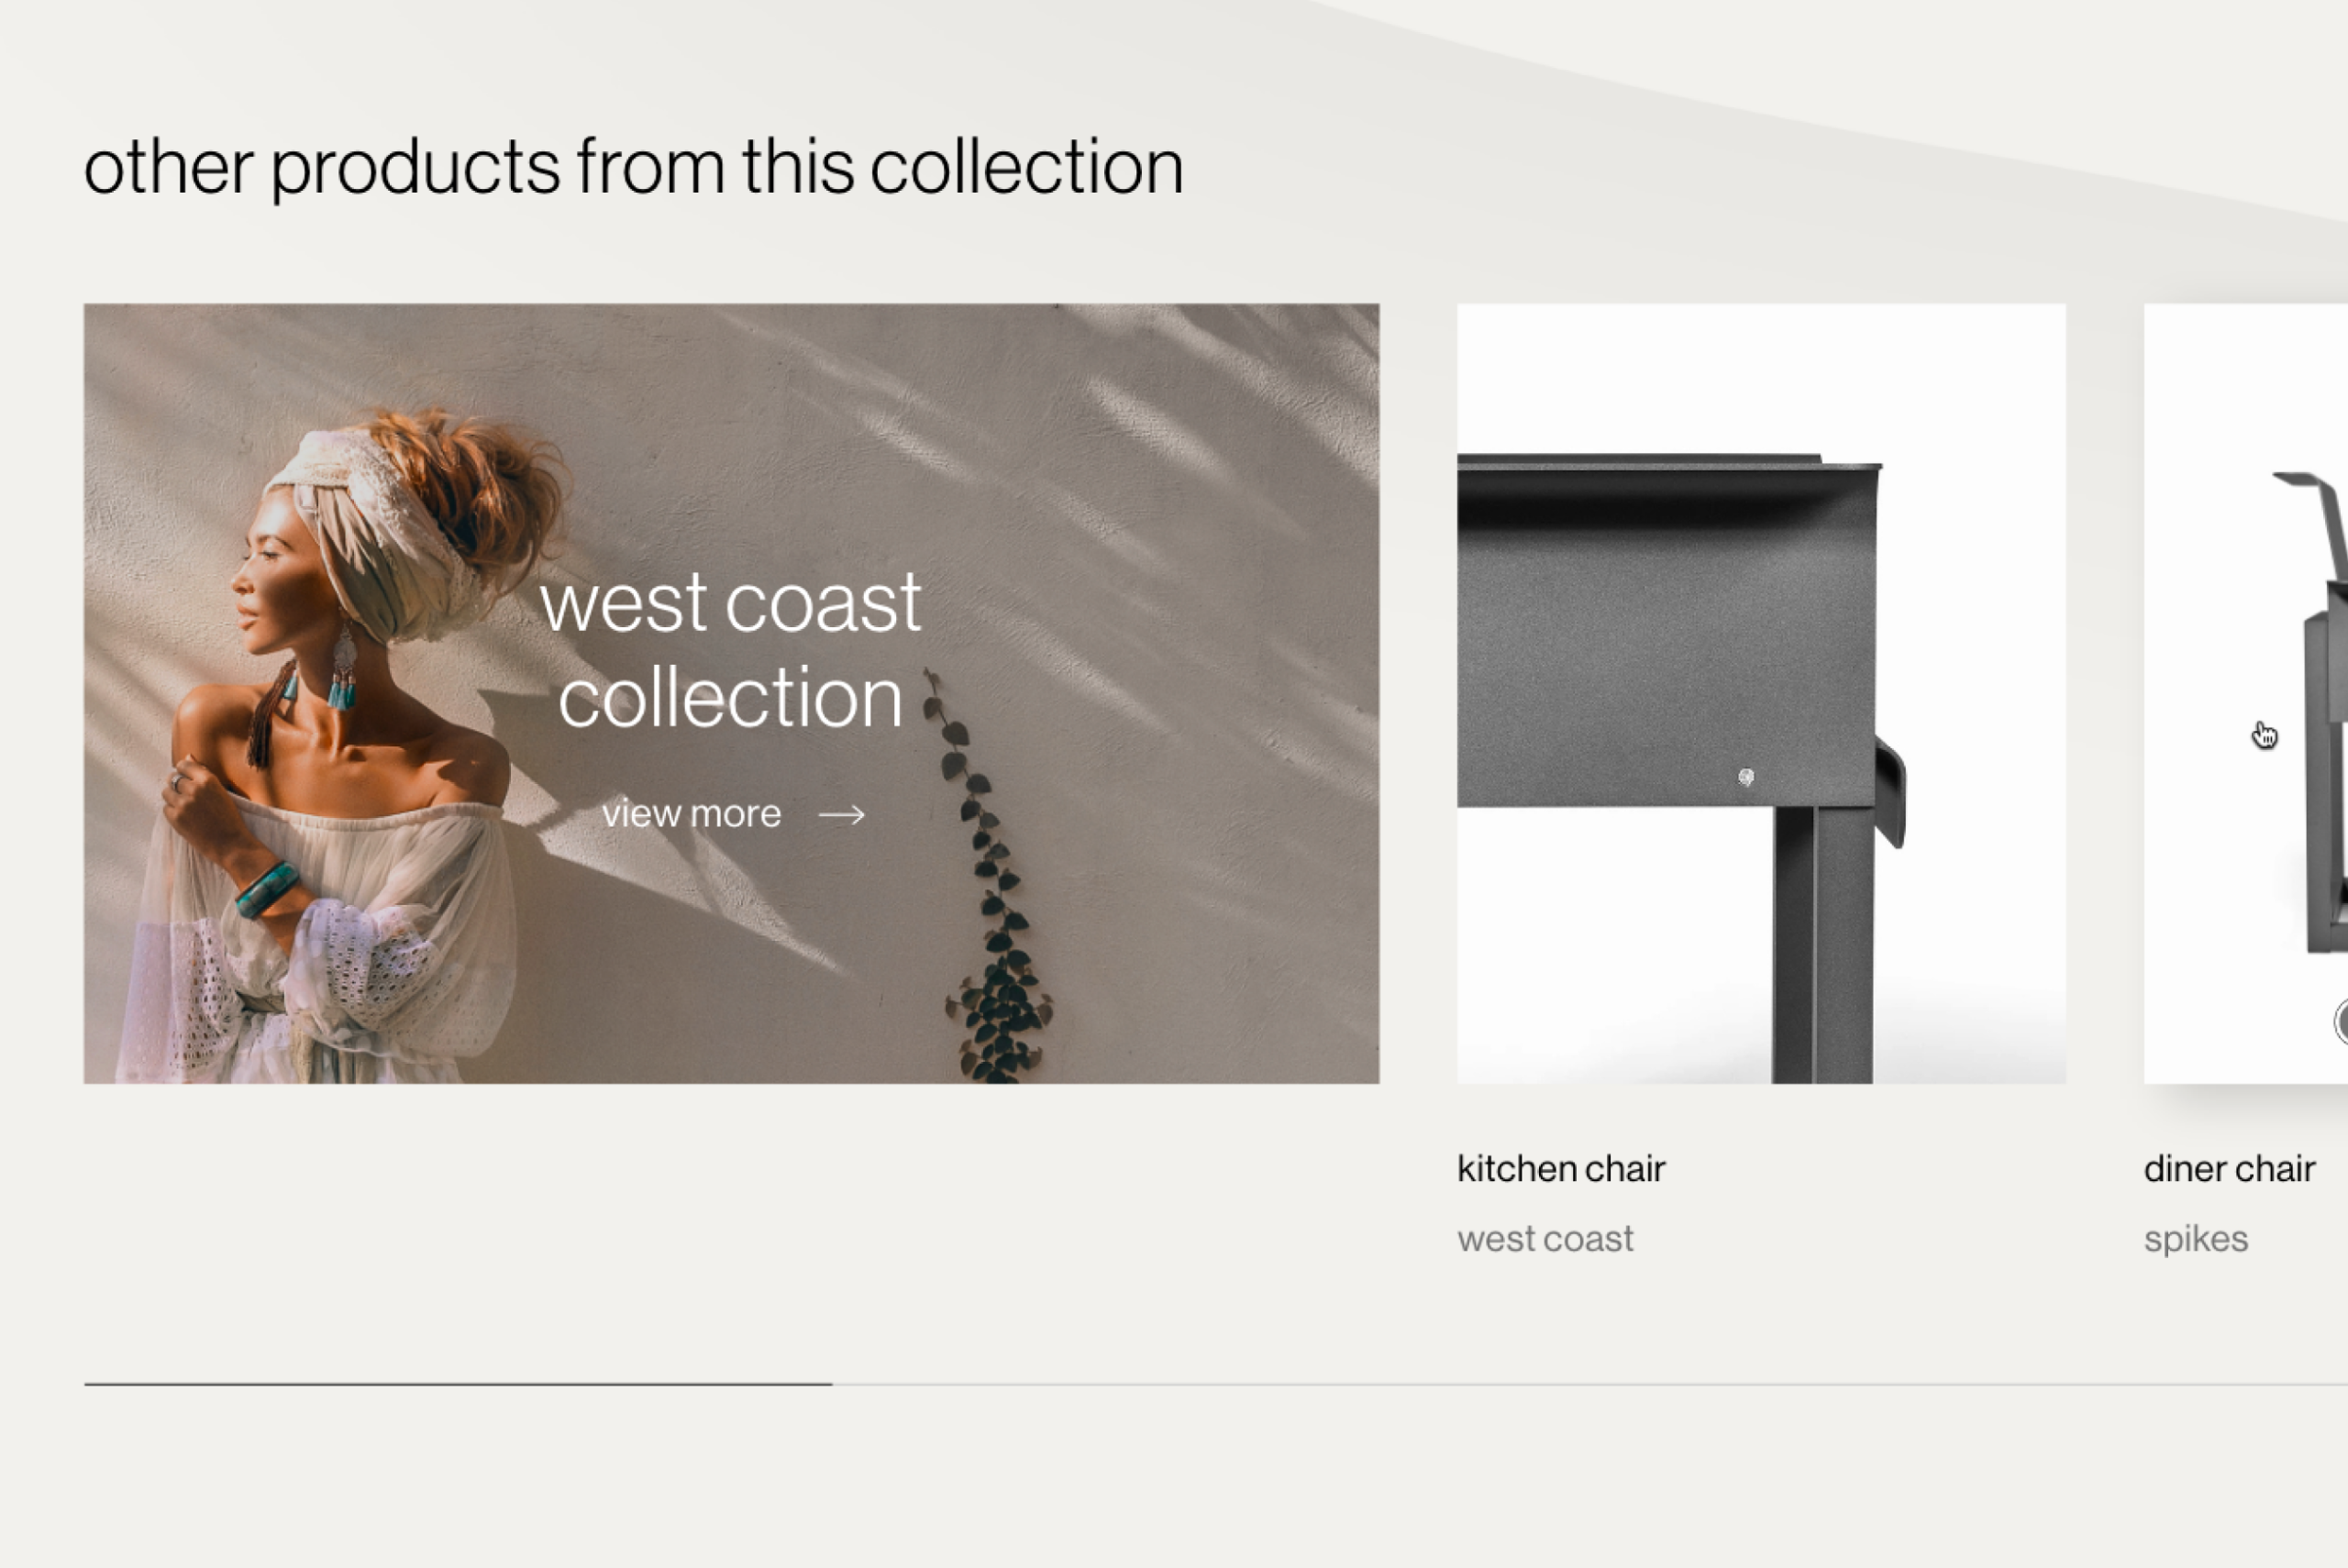 other products from this collection
west coast
collection
view more →
kitchen chair
west coast
diner chair
spikes